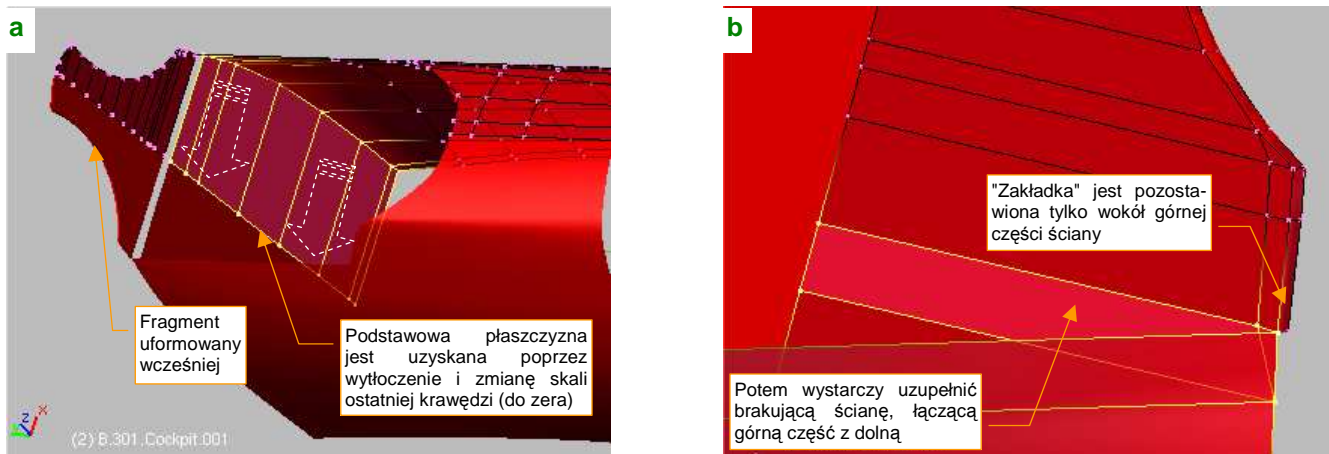 a
Fragment
uformowany
wcześniej
Podstawowa płaszczyzna
jest uzyskana poprzez
wytłoczenie i zmianę skali
ostatniej krawędzi (do zera)
z x
(2) B.301.Cockpit.001
b
"Zakładka" jest pozosta-
wiona tylko wokół górnej
części ściany
Potem wystarczy uzupełnić
brakującą ścianę, łączącą
górną część z dolną